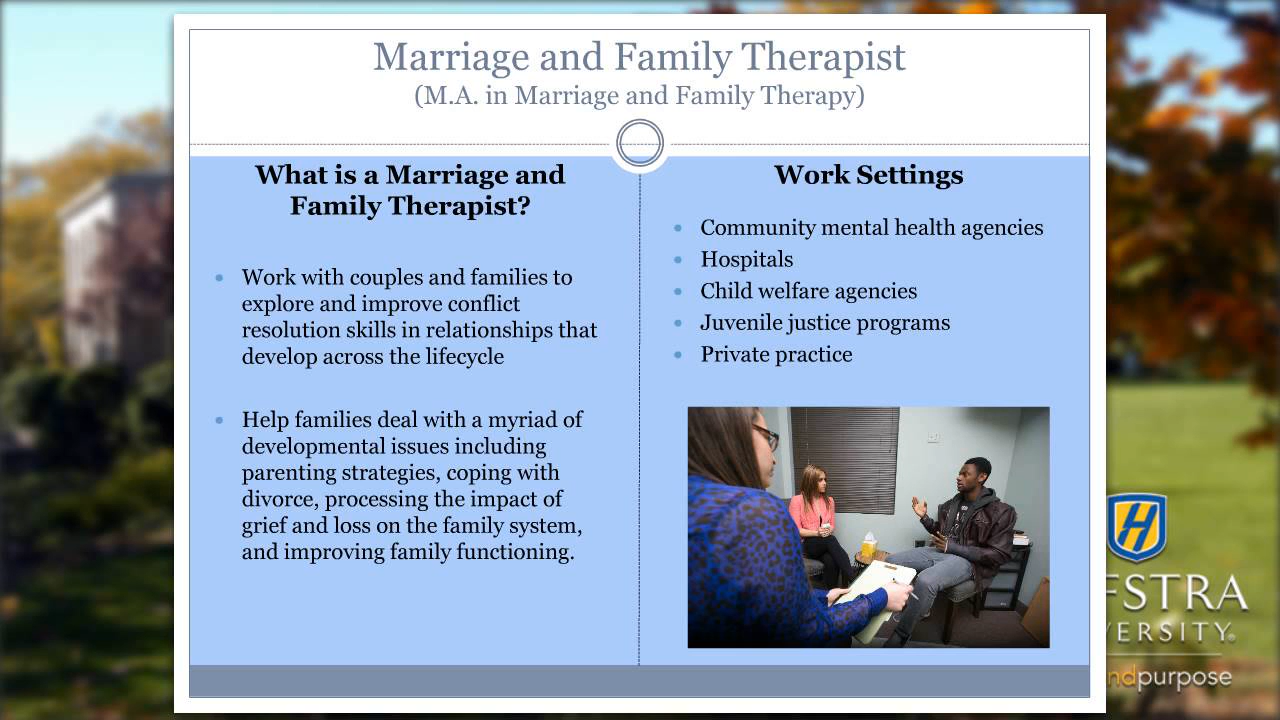 Marriage and Family Therapist
(M.A. in Marriage and Family Therapy)
What is a Marriage and
Family Therapist?
• Work with couples and families to
explore and improve conflict
resolution skills in relationships that
develop across the lifecycle
• Help families deal with a myriad of
developmental issues including
parenting strategies, coping with
divorce, processing the impact of
grief and loss on the family system,
and improving family functioning.
Work Settings
• Community mental health agencies
• Hospitals
• Child welfare agencies
• Juvenile justice programs
• Private practice
H
FSTRA
VERSITY®
ndpurpose